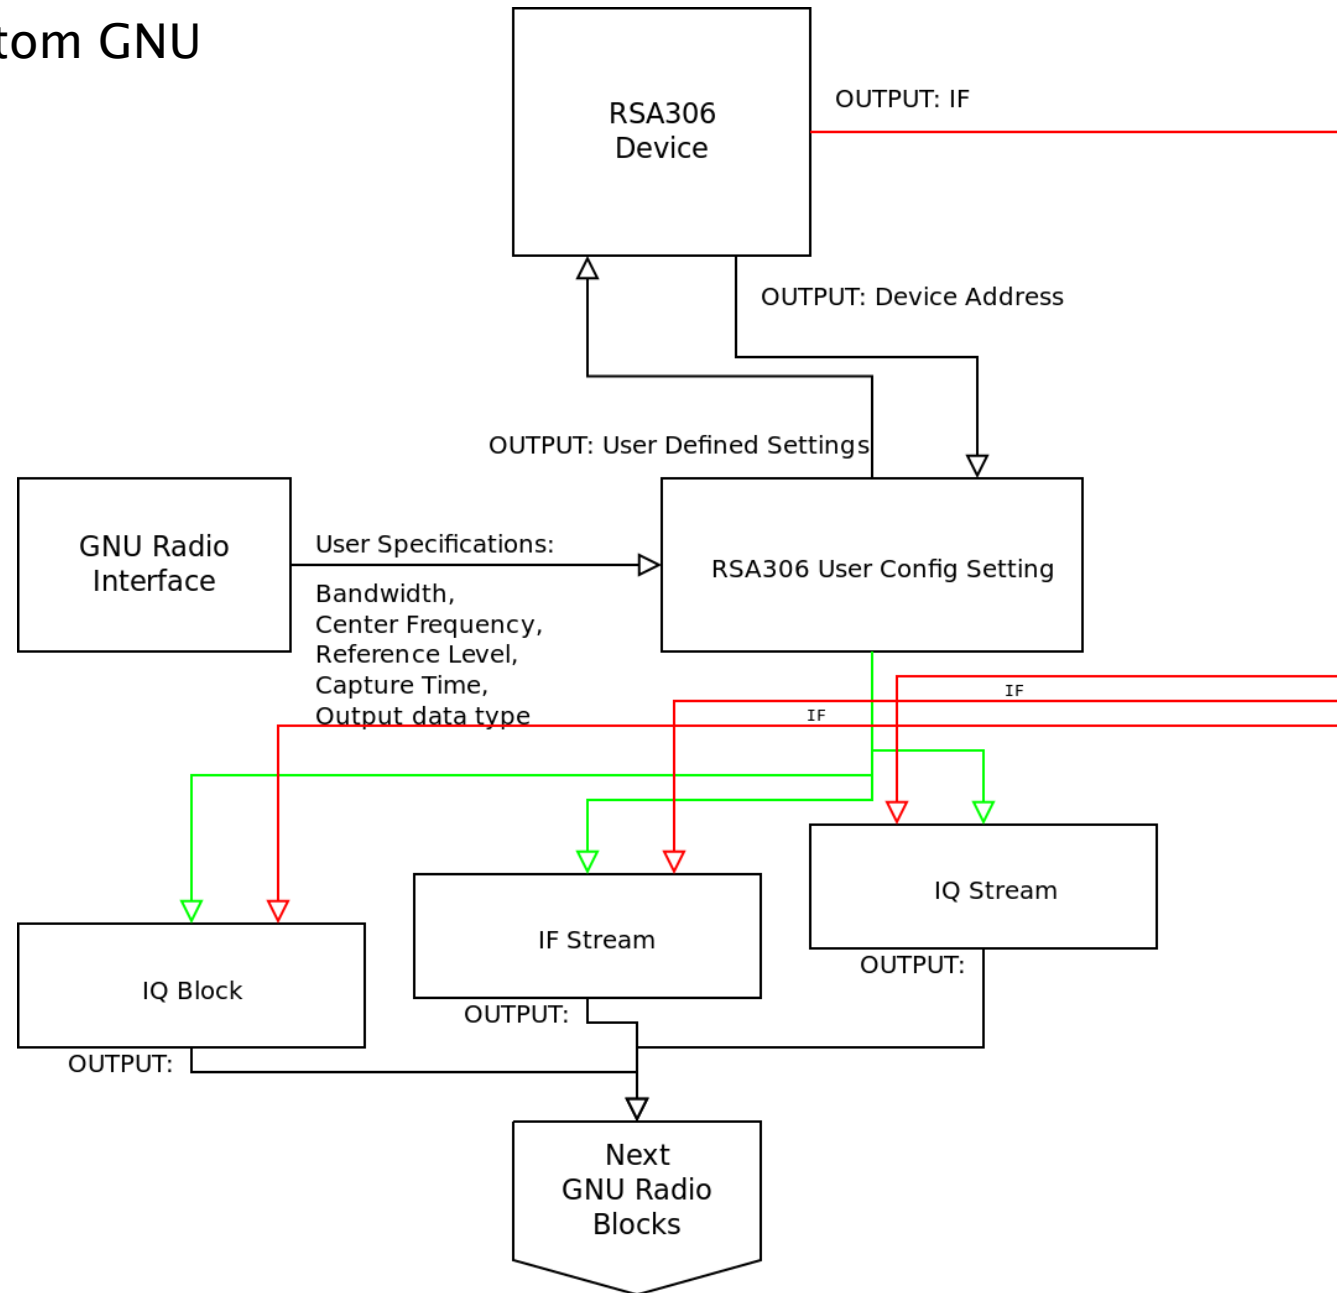 tom GNU
RSA306
Device
OUTPUT: IF
OUTPUT: Device Address
OUTPUT: User Defined Settings
GNU Radio
Interface
User Specifications:
Bandwidth,
Center Frequency,
Reference Level,
Capture Time,
Output data type
RSA306 User Config Setting
IF
IF
IQ Stream
OUTPUT:
IF Stream
OUTPUT:
IQ Block
OUTPUT:
Next
GNU Radio
Blocks